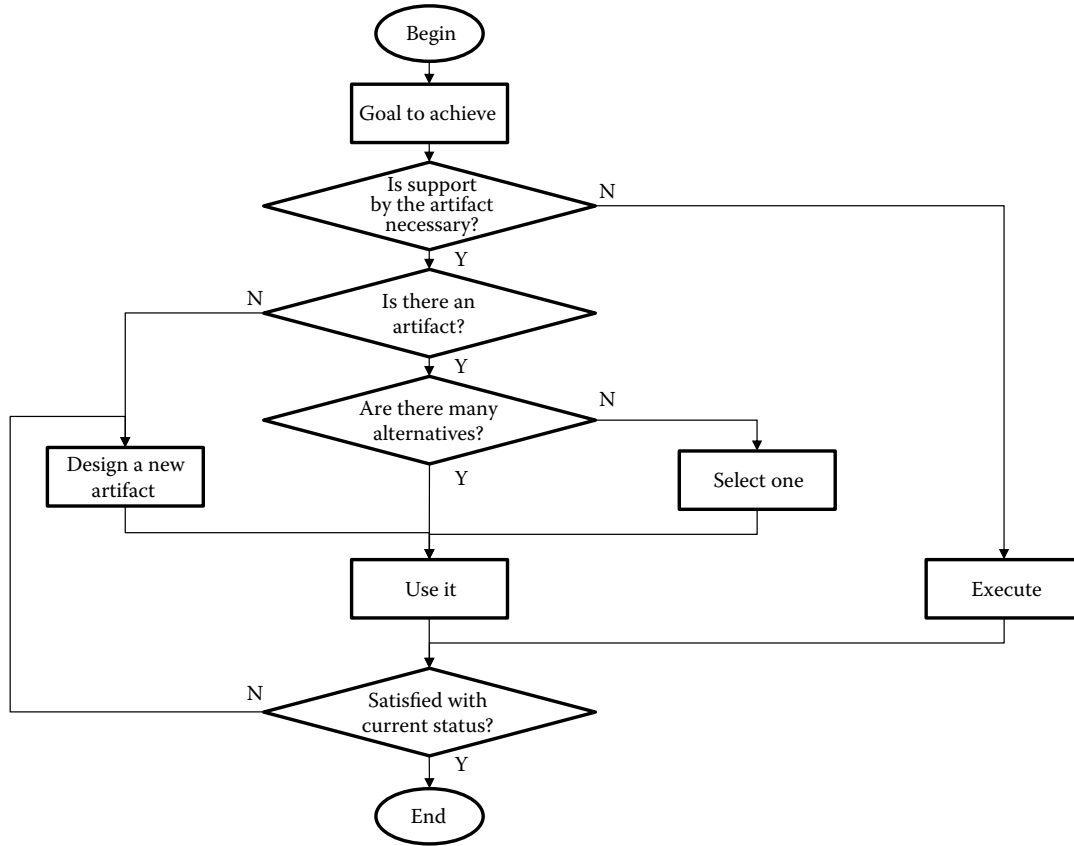 Begin
Goal to achieve
Is support
by the artifact
necessary?
N
Y
Is there an
artifact?
N
Y
Are there many
alternatives?
N
Y
Design a new
artifact
Select one
Use it
Execute
Satisfied with
current status?
N
Y
End